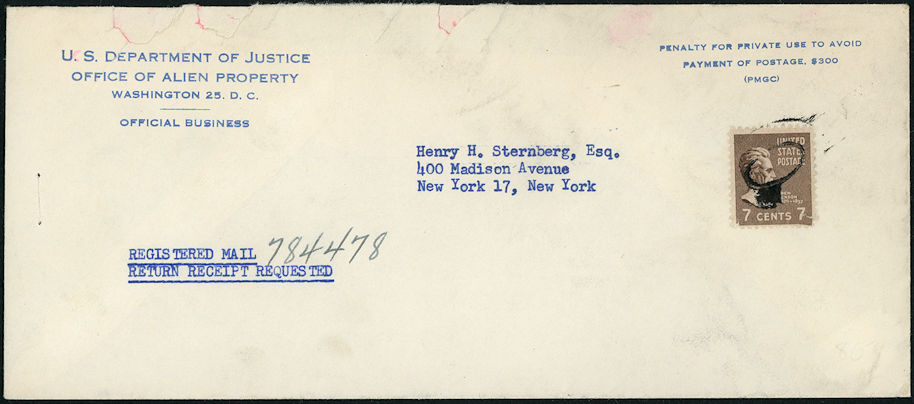 U. S. DEPARTMENT OF JUSTICE
OFFICE OF ALIEN PROPERTY
WASHINGTON 25, D. C.
OFFICIAL BUSINESS
PENALTY FOR PRIVATE USE TO AVOID
PAYMENT OF POSTAGE, $300
(PMGC)
UNITED
STATES
POSTAGE
7 CENTS 7
Henry H. Sternberg, Esq.
400 Madison Avenue
New York 17, New York
REGISTERED MAIL 784478
RETURN RECEIPT REQUESTED